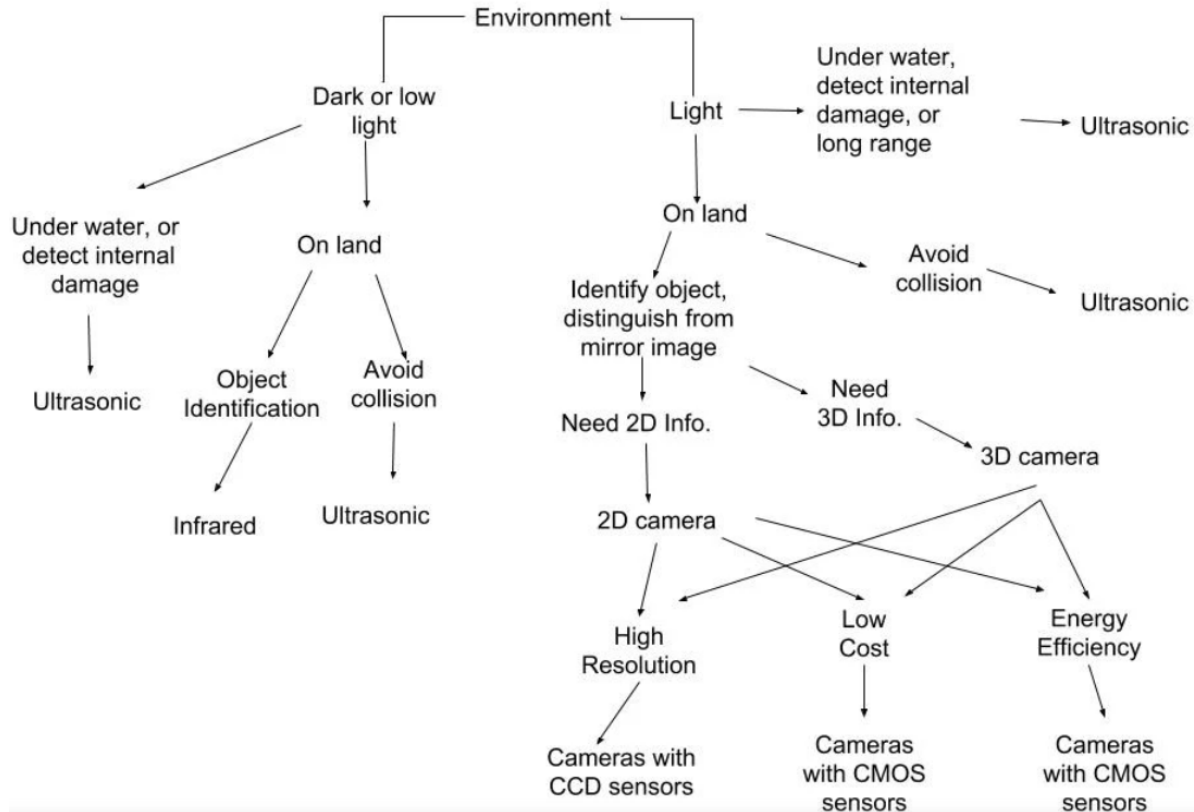 Environment
Dark or low
light
Light
Under water,
detect internal
damage, or
long range
Ultrasonic
Under water, or
detect internal
damage
On land
On land
Identify object,
distinguish from
mirror image
Avoid
collision
Ultrasonic
Ultrasonic
Object
Identification
Avoid
collision
Need 2D Info.
Need
3D Info.
3D camera
Infrared
Ultrasonic
2D camera
High
Resolution
Low
Cost
Energy
Efficiency
Cameras with
CCD sensors
Cameras
with CMOS
sensors
Cameras
with CMOS
sensors